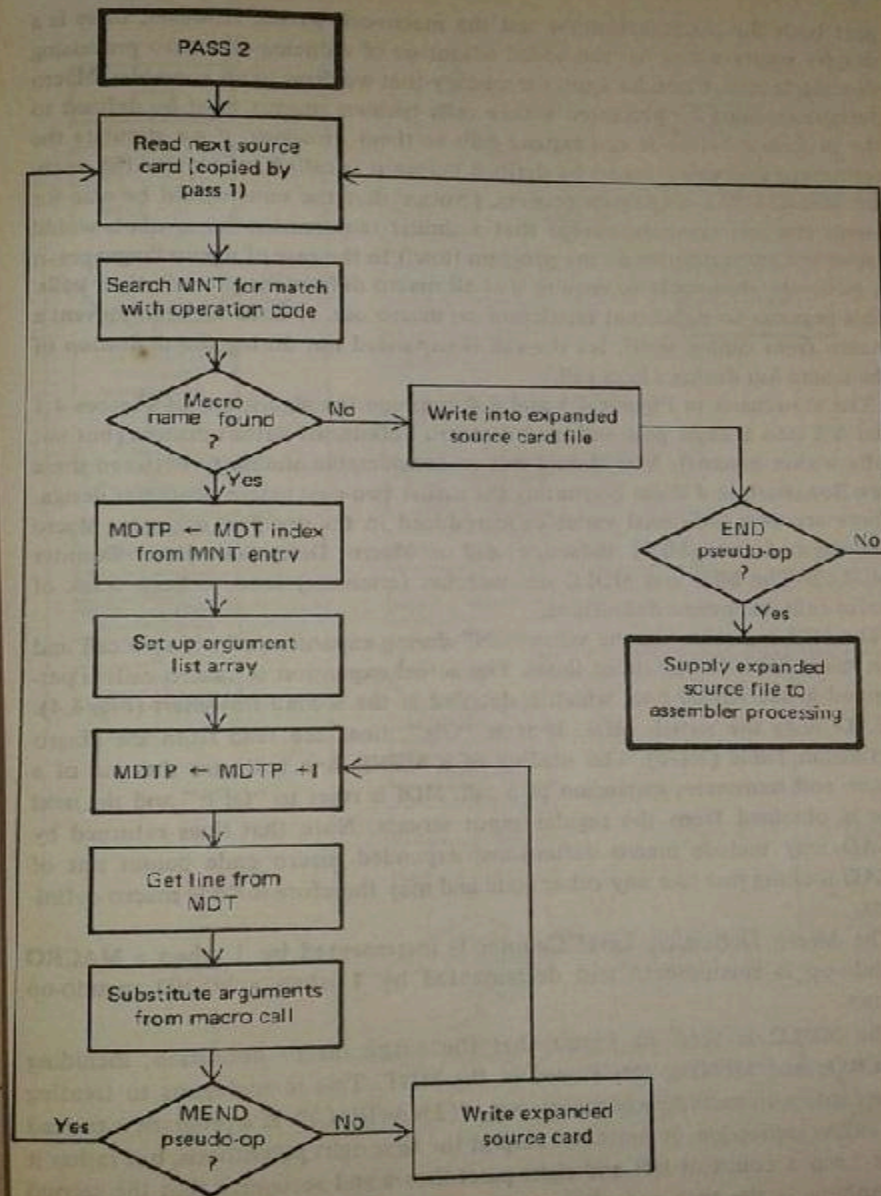 PASS 2
Read next source
card (copied by
pass 1)
Search MNT for match
with operation code
Macro
name found
?
No
Write into expanded
source card file
Yes
MDTP ← MDT index
from MNT entry
END
pseudo-op
?
No
Yes
Set up argument
list array
Supply expanded
source file to
assembler processing
MDTP ← MDTP +1
Get line from
MDT
Substitute arguments
from macro call
MEND
pseudo-op
?
Yes
No
Write expanded
source card